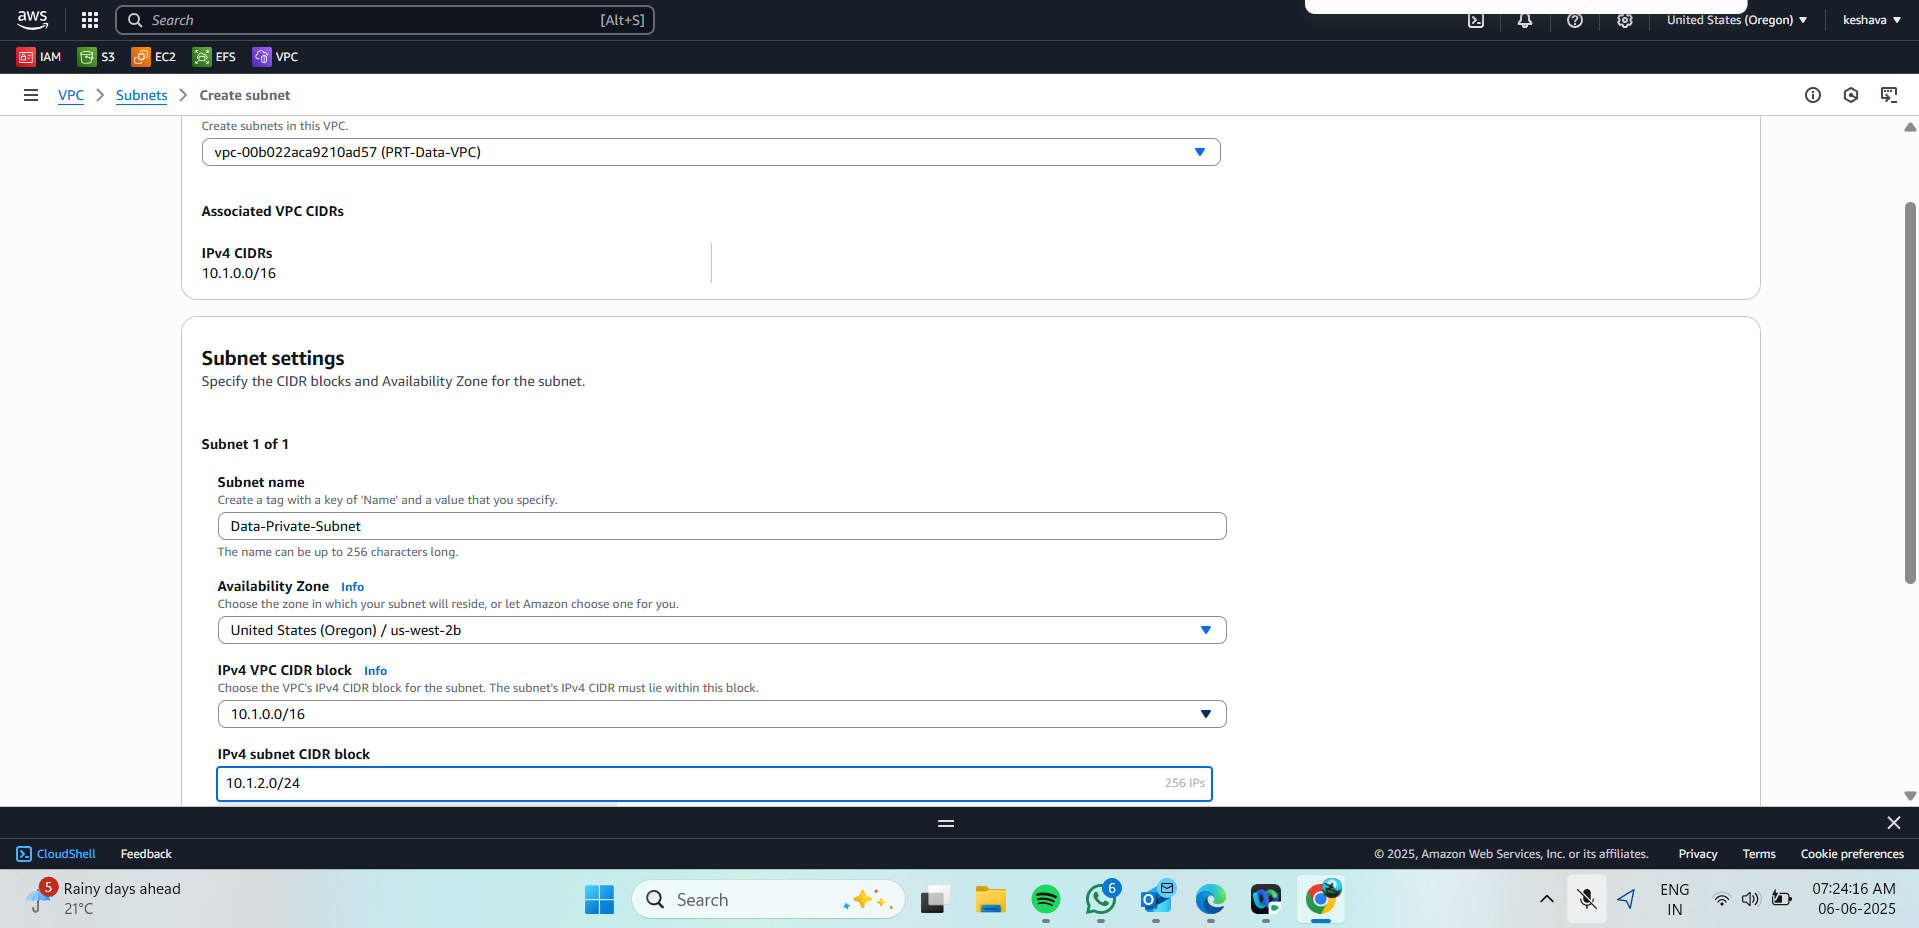 aws
Search [Alt+S]
United States (Oregon) keshava
IAM S3 EC2 EFS VPC
VPC Subnets Create subnet
Create subnets in this VPC.
vpc-00b022aca9210ad57 (PRT-Data-VPC)
Associated VPC CIDRs
IPv4 CIDRs
10.1.0.0/16
Subnet settings
Specify the CIDR blocks and Availability Zone for the subnet.
Subnet 1 of 1
Subnet name
Create a tag with a key of 'Name' and a value that you specify.
Data-Private-Subnet
The name can be up to 256 characters long.
Availability Zone Info
Choose the zone in which your subnet will reside, or let Amazon choose one for you.
United States (Oregon) / us-west-2b
IPv4 VPC CIDR block Info
Choose the VPC's IPv4 CIDR block for the subnet. The subnet's IPv4 CIDR must lie within this block.
10.1.0.0/16
IPv4 subnet CIDR block
10.1.2.0/24 256 IPs
CloudShell Feedback © 2025, Amazon Web Services, Inc. or its affiliates. Privacy Terms Cookie preferences
5 Rainy days ahead
21°C
Search
6
ENG
IN
07:24:16 AM
06-06-2025